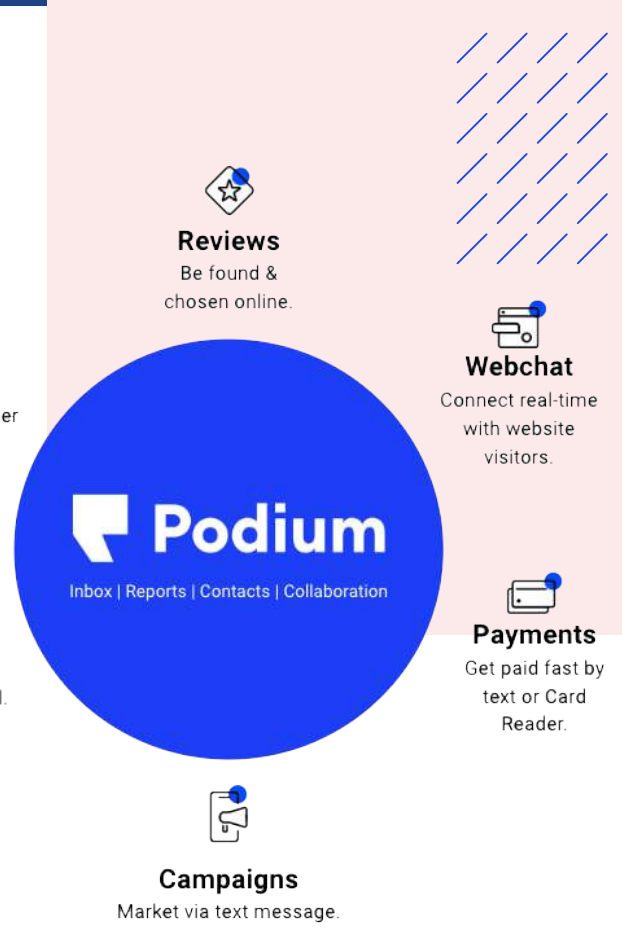 Reviews
Be found &
chosen online.
Webchat
Connect real-time
with website
visitors.
er
Podium
Inbox | Reports | Contacts | Collaboration
Payments
Get paid fast by
text or Card
Reader.
Campaigns
Market via text message.